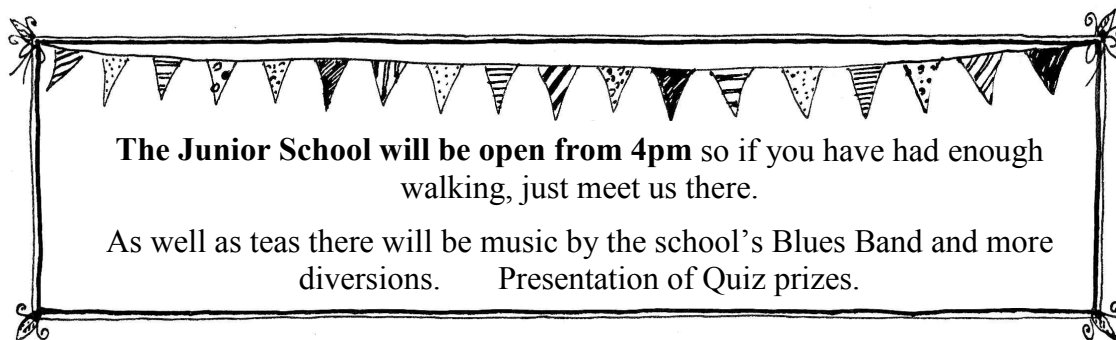 The Junior School will be open from 4pm so if you have had enough
walking, just meet us there.
As well as teas there will be music by the school’s Blues Band and more
diversions. Presentation of Quiz prizes.